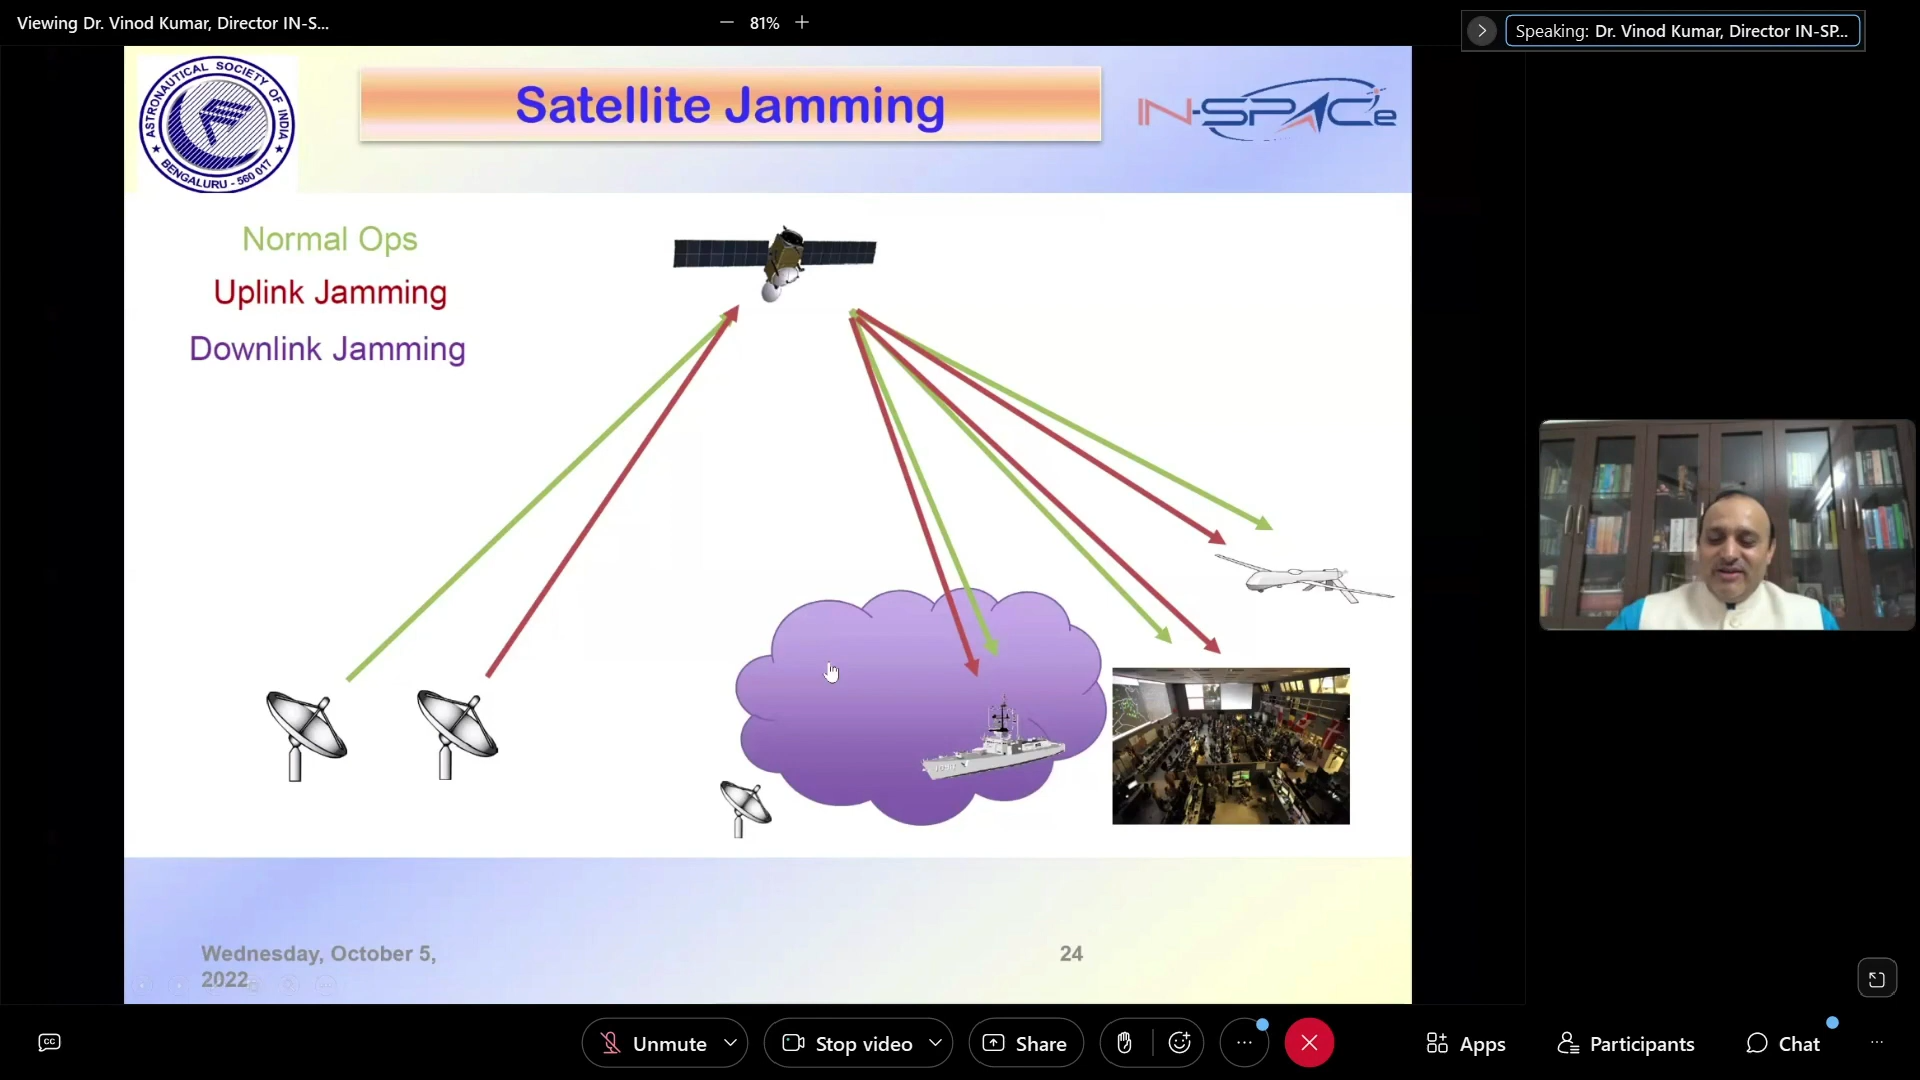 Viewing Dr. Vinod Kumar, Director IN-S...
81%
Speaking: Dr. Vinod Kumar, Director IN-SP...
ASTRONAUTICAL SOCIETY OF INDIA
BENGALURU - 560 017
Satellite Jamming
IN-SPACe
Normal Ops
Uplink Jamming
Downlink Jamming
Wednesday, October 5,
2022
24
CC
Unmute
Stop video
Share
Apps
Participants
Chat